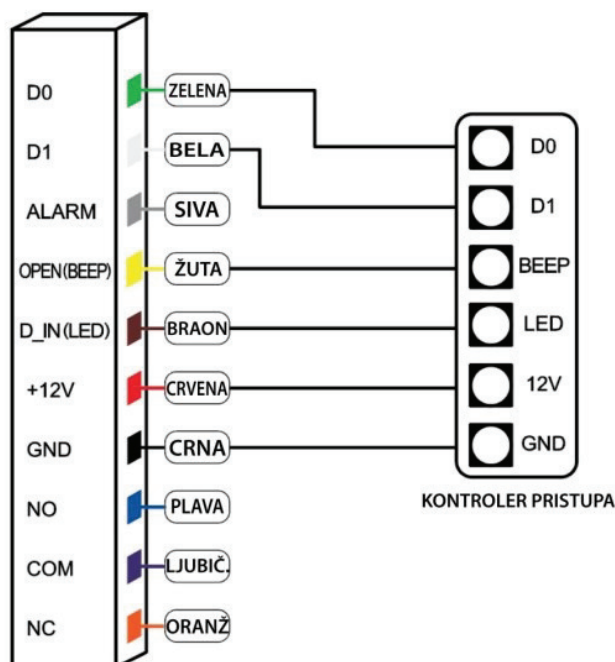 D0 ZELENA
D0
D1 BELA
D1
ALARM SIVA
OPEN(BEEP) ŽUTA
BEEP
D_IN(LED) BRAON
LED
+12V CRVENA
12V
GND CRNA
GND
KONTROLER PRISTUPA
NO PLAVA
COM LJUBIČ.
NC ORANŽ